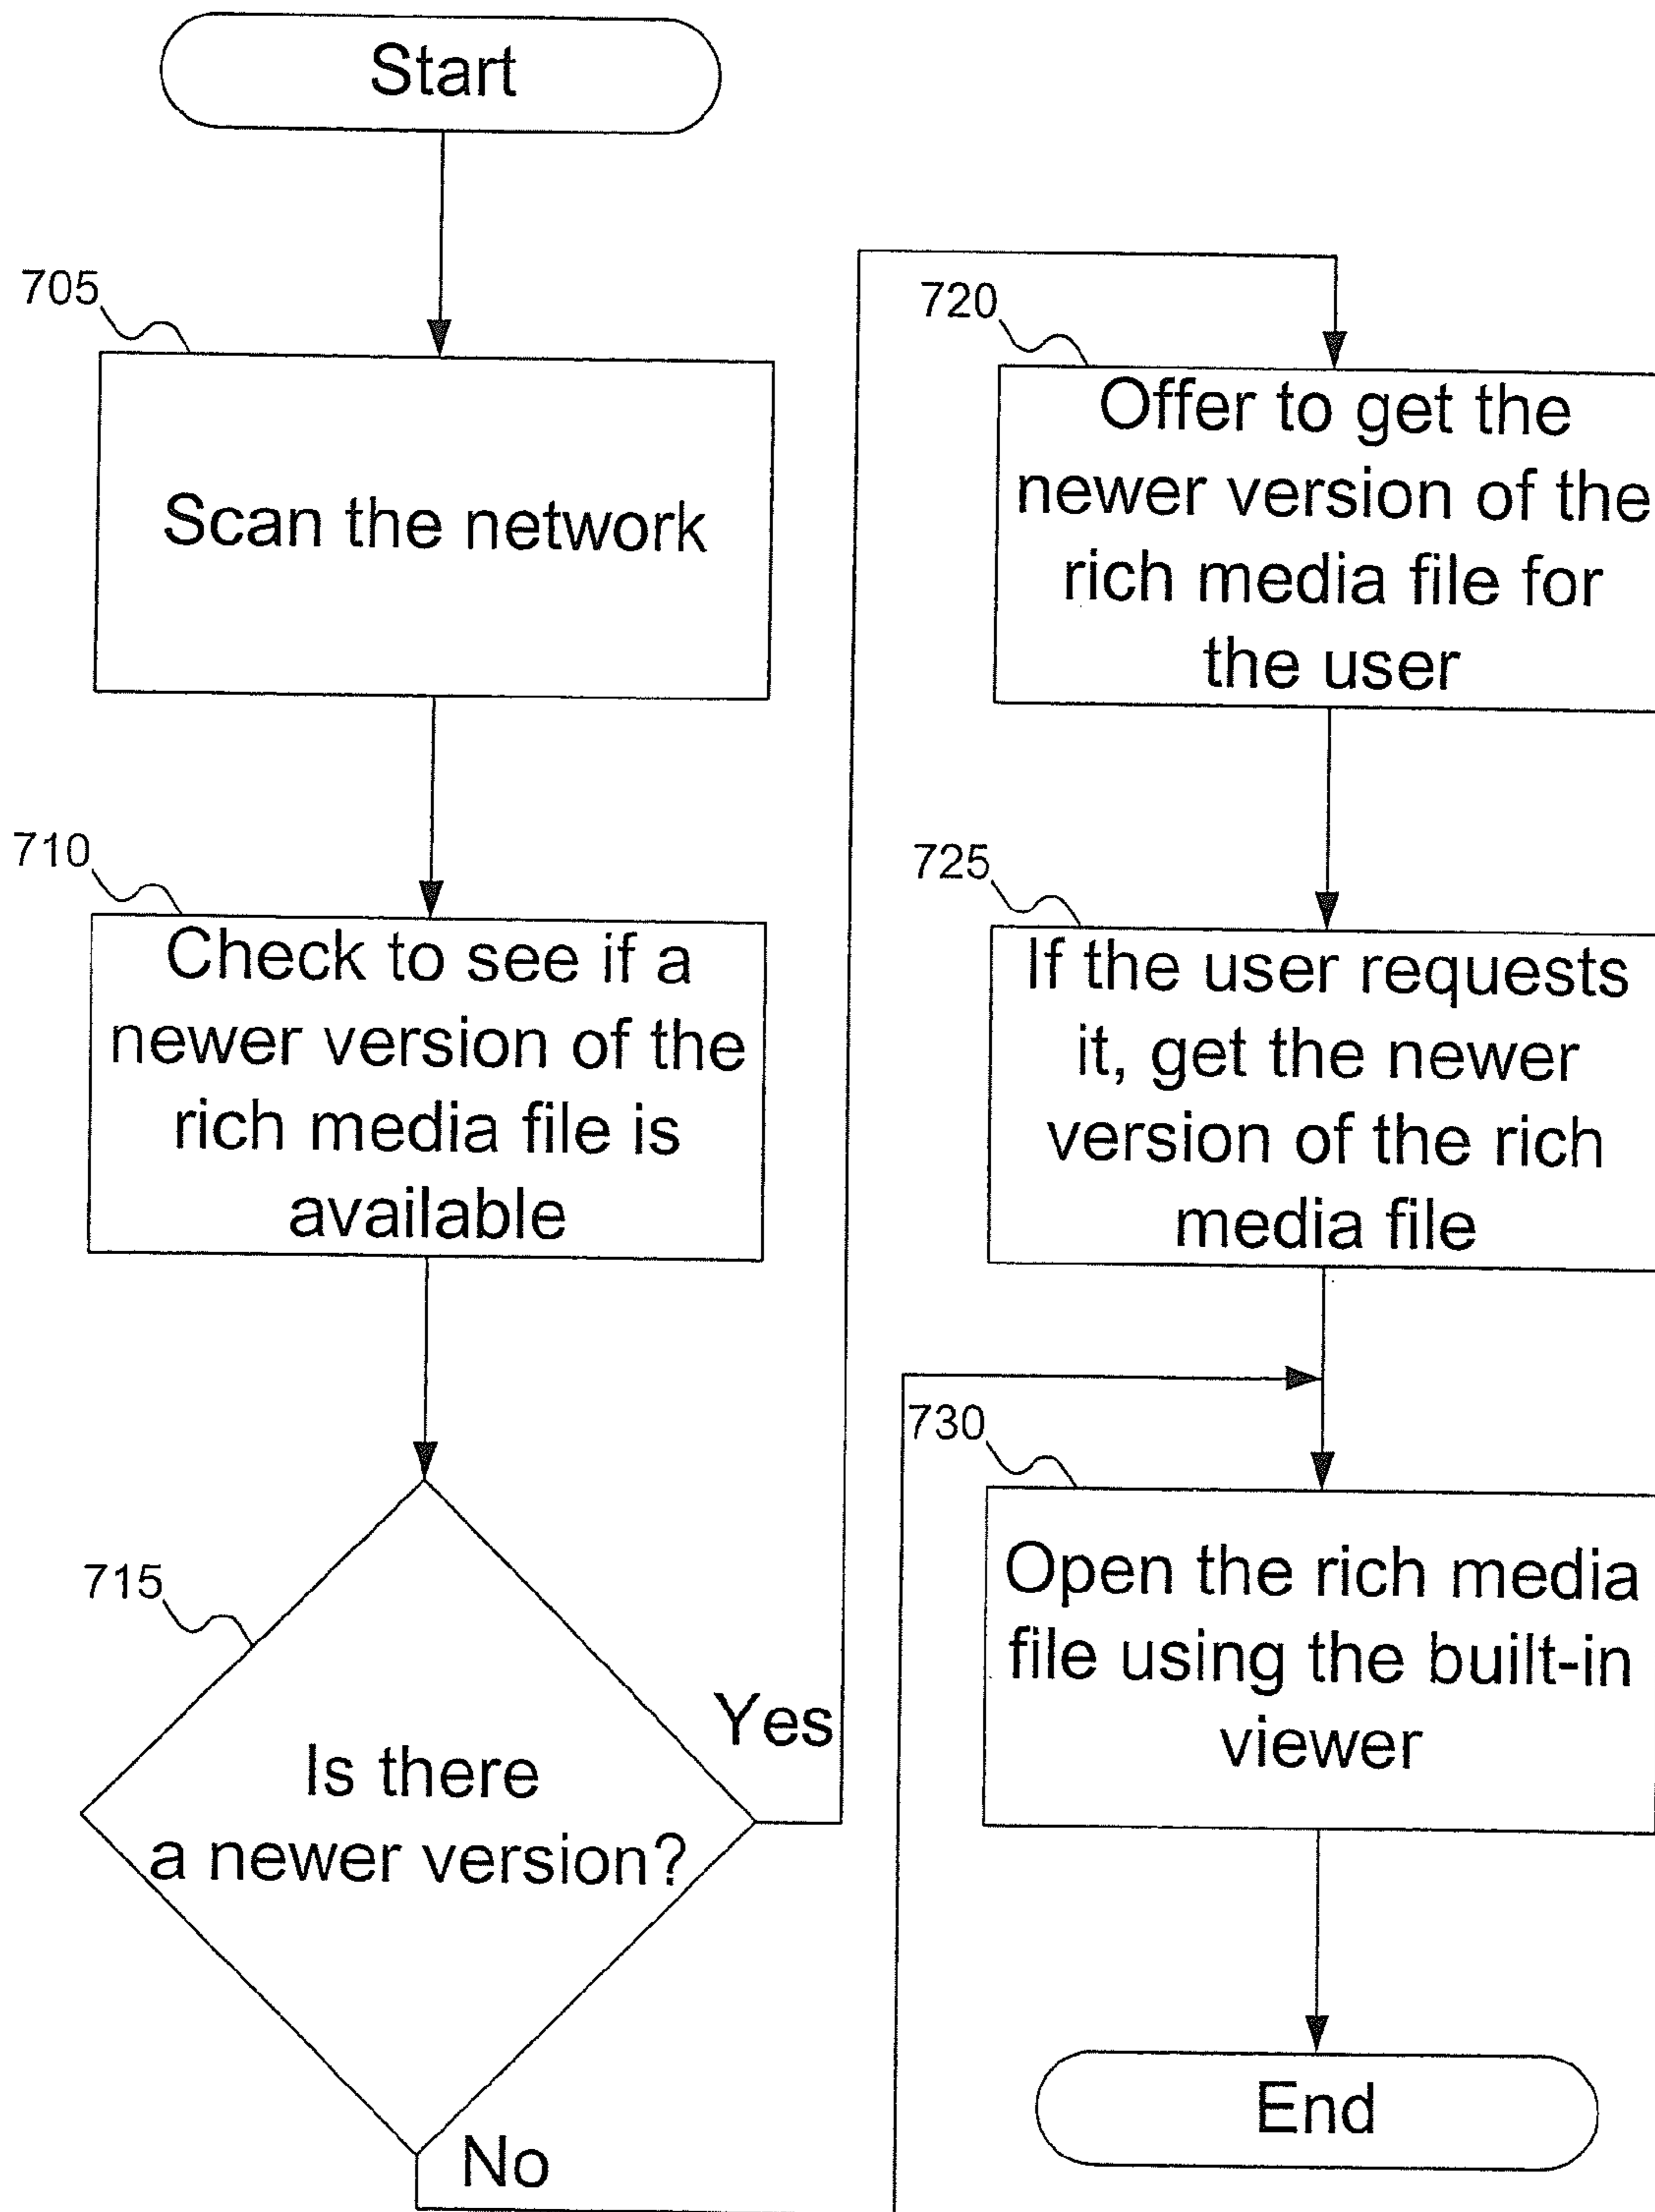 Start
705
Scan the network
710
Check to see if a
newer version of the
rich media file is
available
715
Is there
a newer version?
Yes
No
720
Offer to get the
newer version of the
rich media file for
the user
725
If the user requests
it, get the newer
version of the rich
media file
730
Open the rich media
file using the built-in
viewer
End